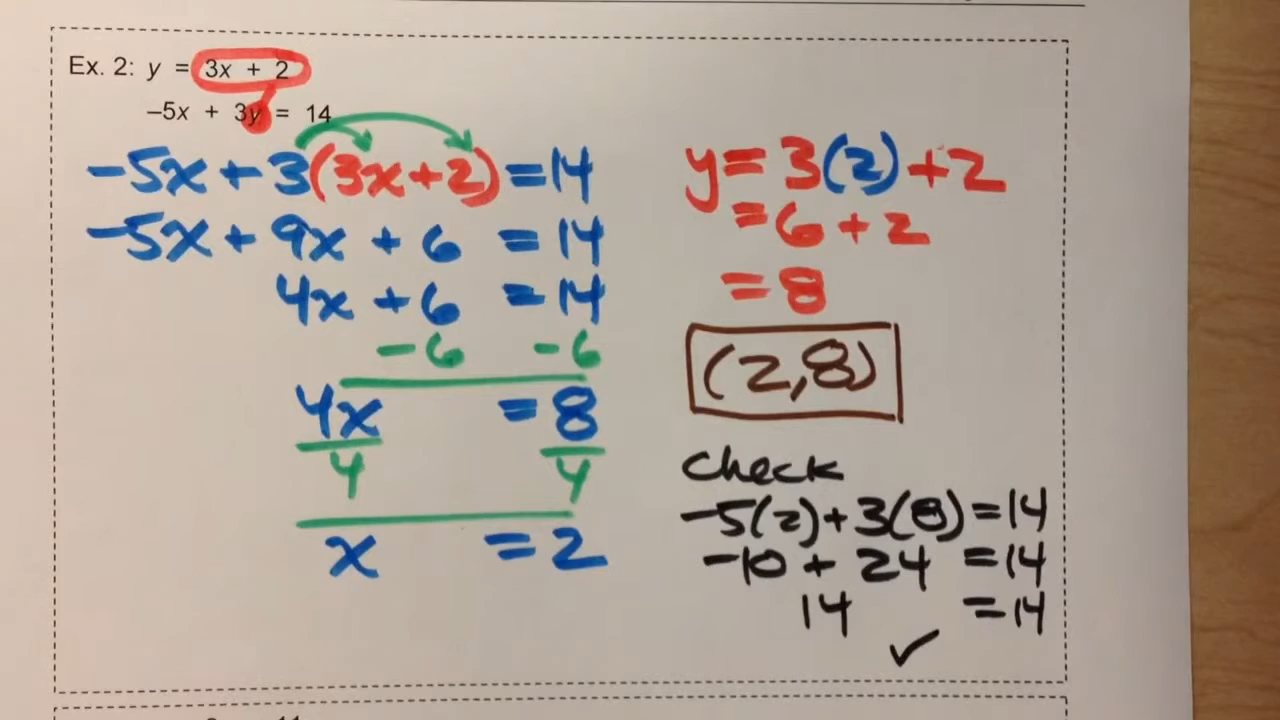 Ex. 2: y = 3x + 2
–5x + 3y = 14
-5x + 3(3x+2) = 14
-5x + 9x + 6 = 14
4x + 6 = 14
-6 -6
4x = 8
4 4
x = 2
y = 3(2) + 2
= 6 + 2
= 8
(2,8)
check
-5(2) + 3(8) = 14
-10 + 24 = 14
14 = 14
✓